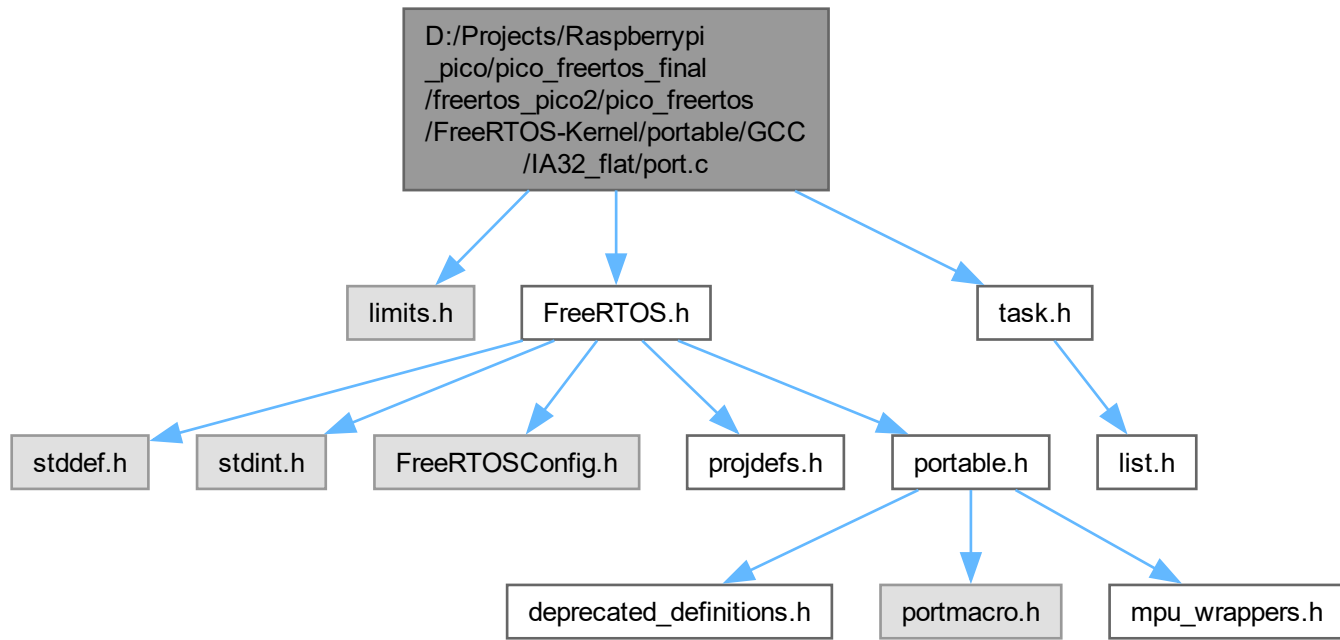 D:/Projects/Raspberrypi
_pico/pico_freertos_final
/freertos_pico2/pico_freertos
/FreeRTOS-Kernel/portable/GCC
/IA32_flat/port.c
limits.h
FreeRTOS.h
task.h
stddef.h
stdint.h
FreeRTOSConfig.h
projdefs.h
portable.h
list.h
deprecated_definitions.h
portmacro.h
mpu_wrappers.h